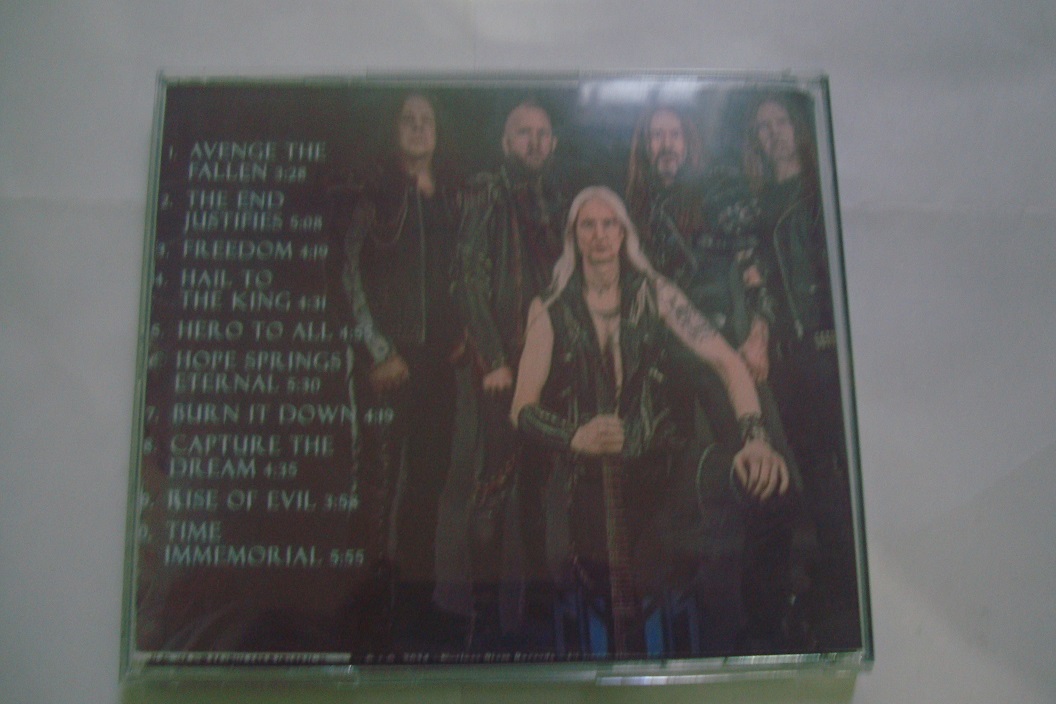 1. AVENGE THE
FALLEN 3:28
2. THE END
JUSTIFIES 5:08
3. FREEDOM 4:19
4. HAIL TO
THE KING 4:31
5. HERO TO ALL 4:55
6. HOPE SPRINGS
ETERNAL 5:30
7. BURN IT DOWN 4:19
8. CAPTURE THE
DREAM 4:35
9. RISE OF EVIL 3:58
0. TIME
IMMEMORIAL 5:55